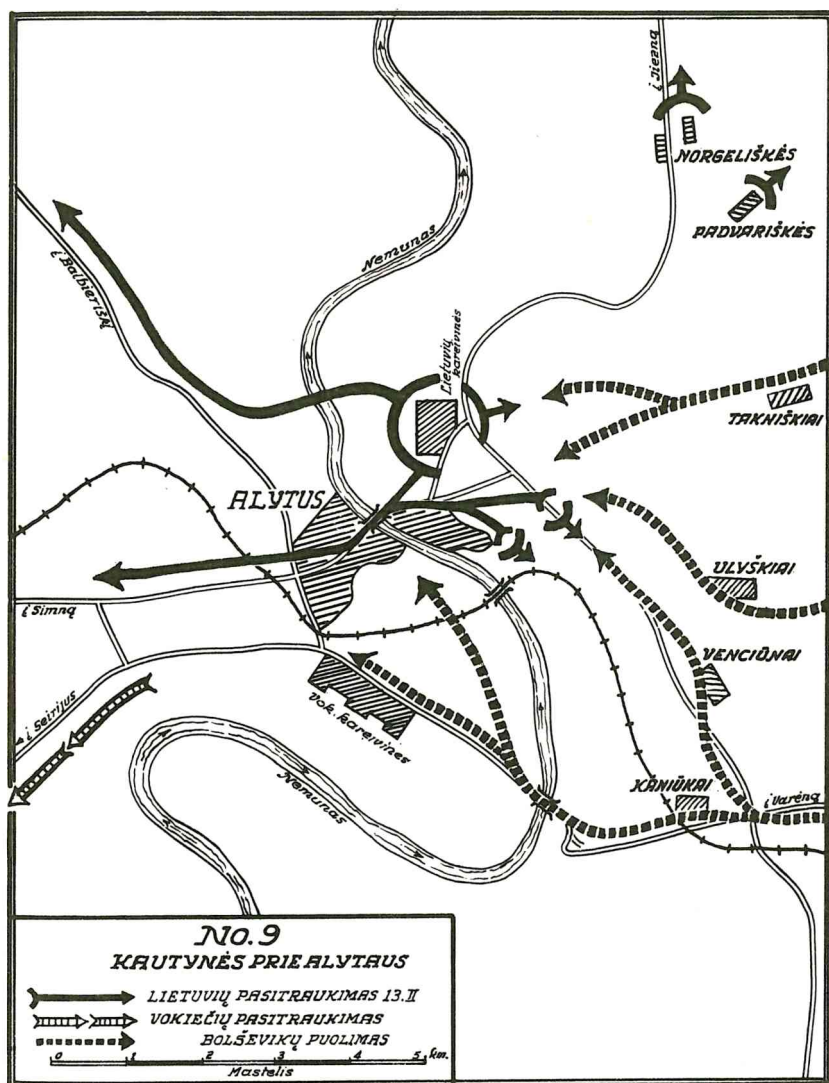 į Jiezną
NORGELIŠKĖS
PADVARIŠKĖS
Nemunas
į Balbieriškį
Lietuvių
kareivinės
TAKNIŠKIAI
ALYTUS
ULVŠKIAI
į Simną
VENCIŪNAI
į Seirijus
vok. kareivinės
Nemunas
KANIŪKAI
į Varėną
No. 9
KAUTYNĖS PRIE ALYTAUS
LIETUVIŲ PASITRAUKIMAS 13.II
VOKIEČIŲ PASITRAUKIMAS
BOLŠEVIKŲ PUOLIMAS
0 1 2 3 4 5 km.
Mastelis